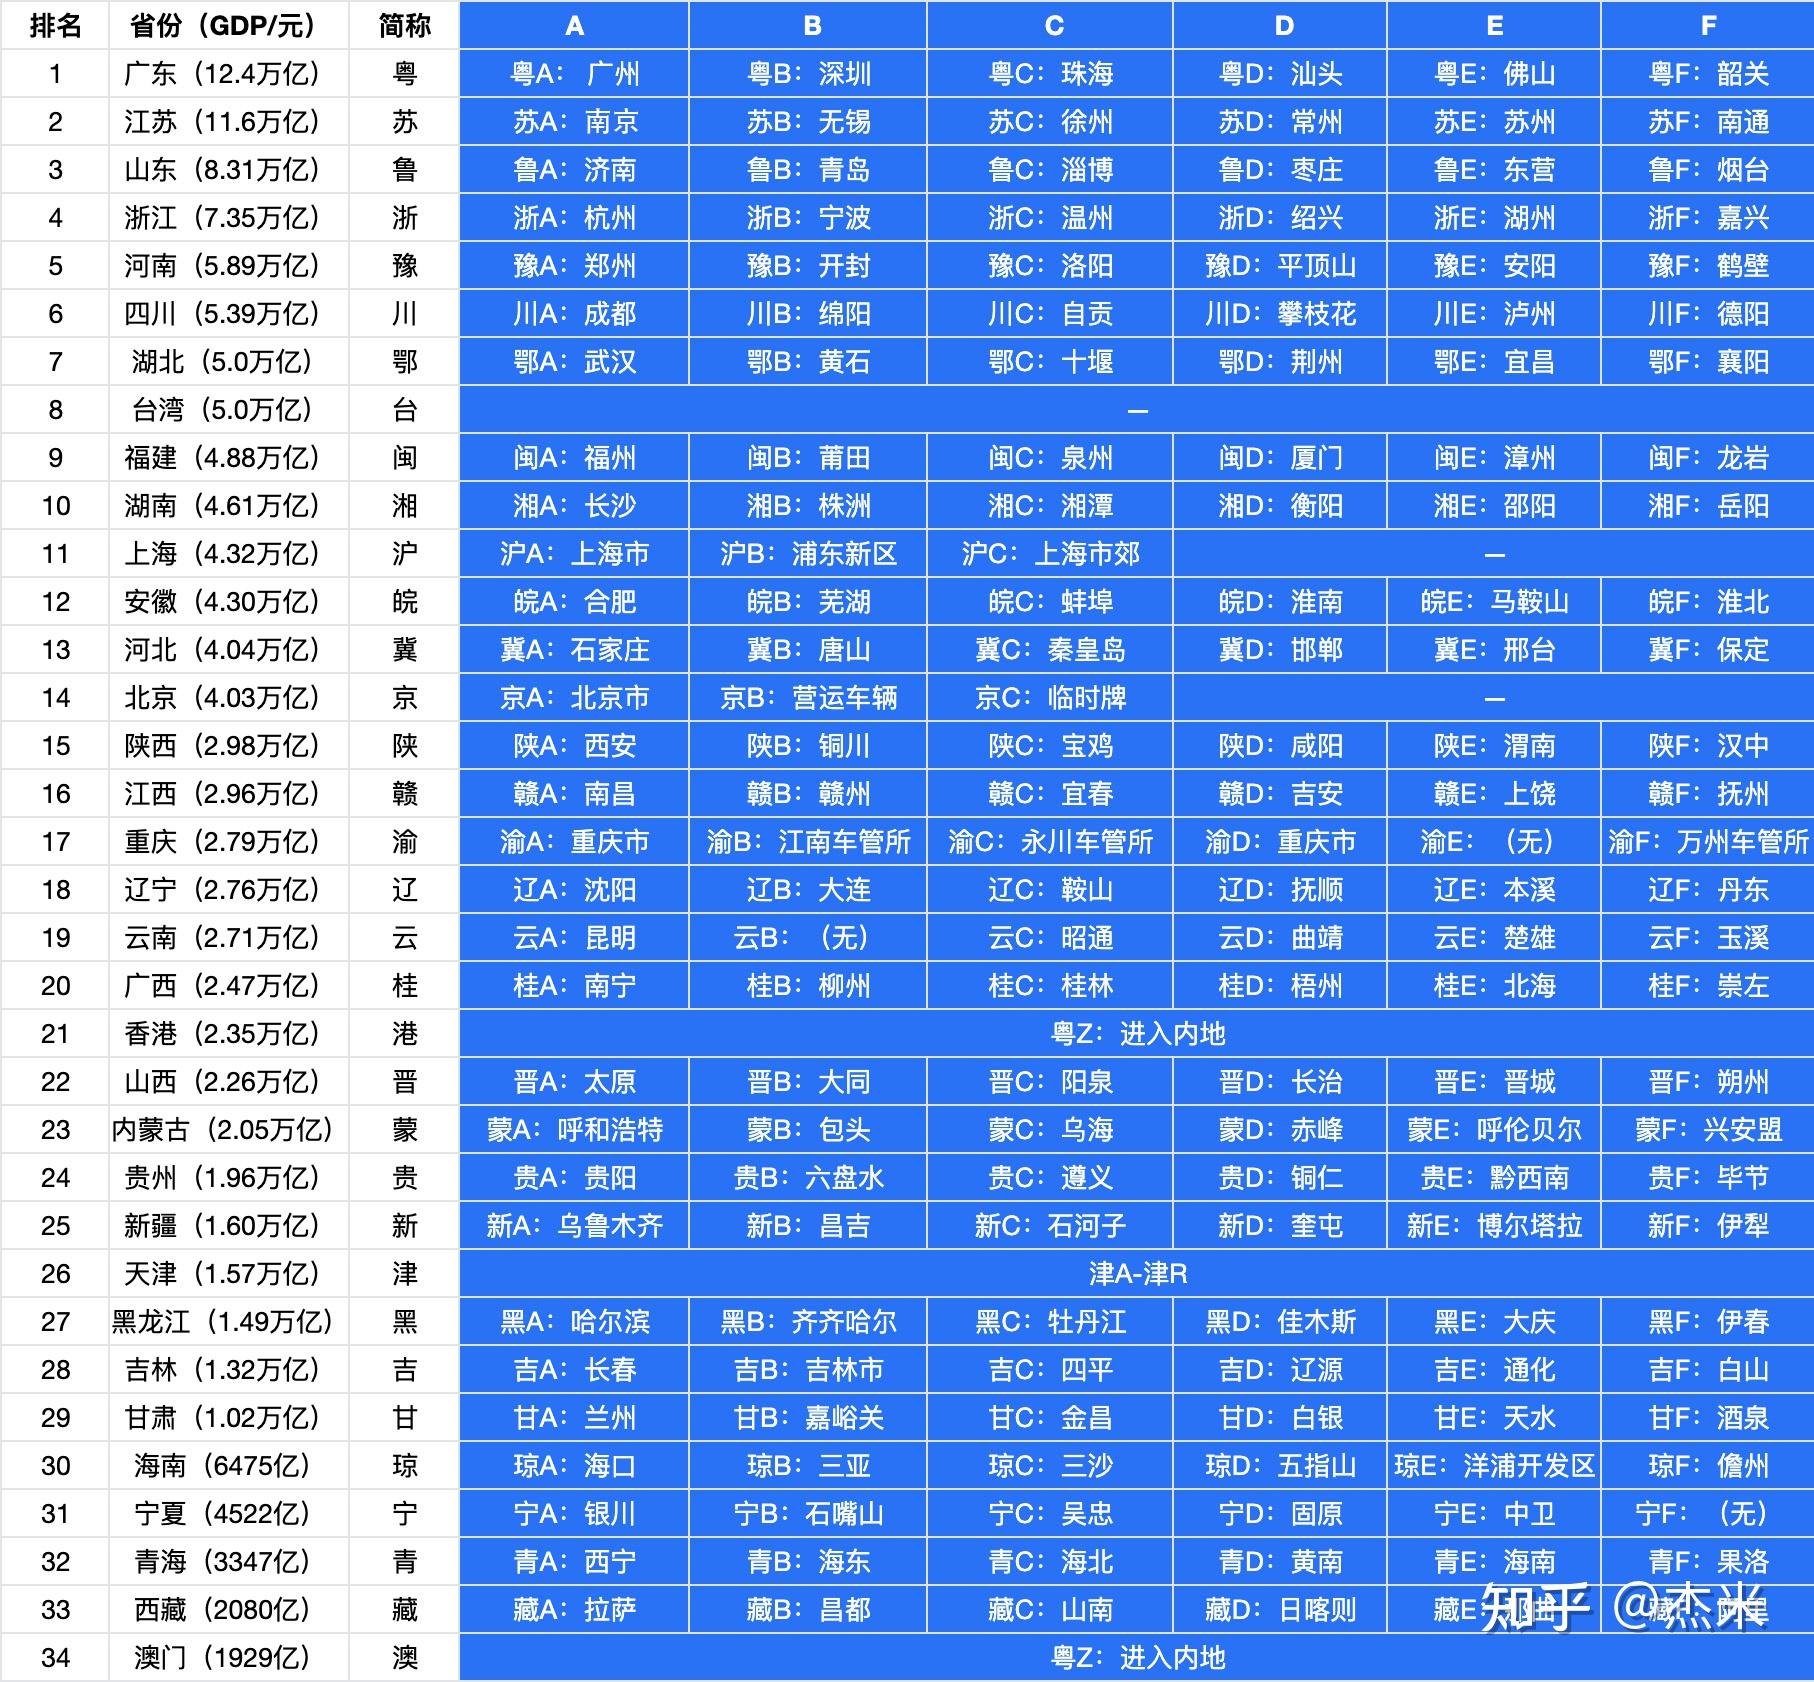 排名 省份（GDP/元） 简称 A B C D E F
1 广东（12.4万亿） 粤 粤A： 广州 粤B：深圳 粤C：珠海 粤D：汕头 粤E：佛山 粤F：韶关
2 江苏（11.6万亿） 苏 苏A：南京 苏B：无锡 苏C：徐州 苏D：常州 苏E：苏州 苏F：南通
3 山东（8.31万亿） 鲁 鲁A：济南 鲁B：青岛 鲁C：淄博 鲁D：枣庄 鲁E：东营 鲁F：烟台
4 浙江（7.35万亿） 浙 浙A：杭州 浙B：宁波 浙C：温州 浙D：绍兴 浙E：湖州 浙F：嘉兴
5 河南（5.89万亿） 豫 豫A：郑州 豫B：开封 豫C：洛阳 豫D：平顶山 豫E：安阳 豫F：鹤壁
6 四川（5.39万亿） 川 川A：成都 川B：绵阳 川C：自贡 川D：攀枝花 川E：泸州 川F：德阳
7 湖北（5.0万亿） 鄂 鄂A：武汉 鄂B：黄石 鄂C：十堰 鄂D：荆州 鄂E：宜昌 鄂F：襄阳
8 台湾（5.0万亿） 台 —
9 福建（4.88万亿） 闽 闽A：福州 闽B：莆田 闽C：泉州 闽D：厦门 闽E：漳州 闽F：龙岩
10 湖南（4.61万亿） 湘 湘A：长沙 湘B：株洲 湘C：湘潭 湘D：衡阳 湘E：邵阳 湘F：岳阳
11 上海（4.32万亿） 沪 沪A：上海市 沪B：浦东新区 沪C：上海市郊 —
12 安徽（4.30万亿） 皖 皖A：合肥 皖B：芜湖 皖C：蚌埠 皖D：淮南 皖E：马鞍山 皖F：淮北
13 河北（4.04万亿） 冀 冀A：石家庄 冀B：唐山 冀C：秦皇岛 冀D：邯郸 冀E：邢台 冀F：保定
14 北京（4.03万亿） 京 京A：北京市 京B：营运车辆 京C：临时牌 —
15 陕西（2.98万亿） 陕 陕A：西安 陕B：铜川 陕C：宝鸡 陕D：咸阳 陕E：渭南 陕F：汉中
16 江西（2.96万亿） 赣 赣A：南昌 赣B：赣州 赣C：宜春 赣D：吉安 赣E：上饶 赣F：抚州
17 重庆（2.79万亿） 渝 渝A：重庆市 渝B：江南车管所 渝C：永川车管所 渝D：重庆市 渝E：（无） 渝F：万州车管所
18 辽宁（2.76万亿） 辽 辽A：沈阳 辽B：大连 辽C：鞍山 辽D：抚顺 辽E：本溪 辽F：丹东
19 云南（2.71万亿） 云 云A：昆明 云B：（无） 云C：昭通 云D：曲靖 云E：楚雄 云F：玉溪
20 广西（2.47万亿） 桂 桂A：南宁 桂B：柳州 桂C：桂林 桂D：梧州 桂E：北海 桂F：崇左
21 香港（2.35万亿） 港 粤Z：进入内地
22 山西（2.26万亿） 晋 晋A：太原 晋B：大同 晋C：阳泉 晋D：长治 晋E：晋城 晋F：朔州
23 内蒙古（2.05万亿） 蒙 蒙A：呼和浩特 蒙B：包头 蒙C：乌海 蒙D：赤峰 蒙E：呼伦贝尔 蒙F：兴安盟
24 贵州（1.96万亿） 贵 贵A：贵阳 贵B：六盘水 贵C：遵义 贵D：铜仁 贵E：黔西南 贵F：毕节
25 新疆（1.60万亿） 新 新A：乌鲁木齐 新B：昌吉 新C：石河子 新D：奎屯 新E：博尔塔拉 新F：伊犁
26 天津（1.57万亿） 津 津A-津R
27 黑龙江（1.49万亿） 黑 黑A：哈尔滨 黑B：齐齐哈尔 黑C：牡丹江 黑D：佳木斯 黑E：大庆 黑F：伊春
28 吉林（1.32万亿） 吉 吉A：长春 吉B：吉林市 吉C：四平 吉D：辽源 吉E：通化 吉F：白山
29 甘肃（1.02万亿） 甘 甘A：兰州 甘B：嘉峪关 甘C：金昌 甘D：白银 甘E：天水 甘F：酒泉
30 海南（6475亿） 琼 琼A：海口 琼B：三亚 琼C：三沙 琼D：五指山 琼E：洋浦开发区 琼F：儋州
31 宁夏（4522亿） 宁 宁A：银川 宁B：石嘴山 宁C：吴忠 宁D：固原 宁E：中卫 宁F：（无）
32 青海（3347亿） 青 青A：西宁 青B：海东 青C：海北 青D：黄南 青E：海南 青F：果洛
33 西藏（2080亿） 藏 藏A：拉萨 藏B：昌都 藏C：山南 藏D：日喀则 藏E
知乎 @杰米
34 澳门（1929亿） 澳 粤Z：进入内地